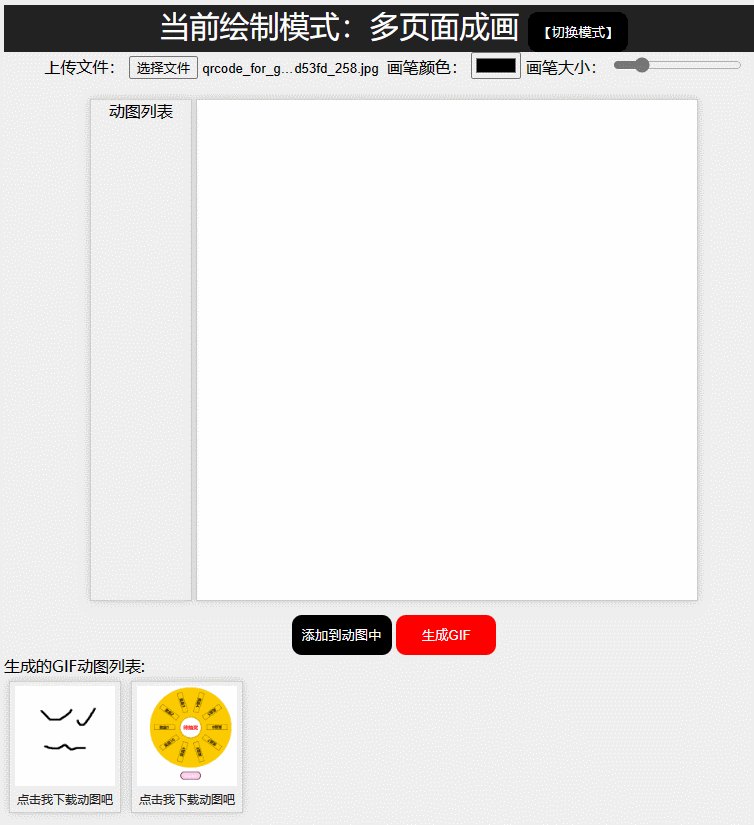 当前绘制模式：多页面成画 【切换模式】
上传文件： 选择文件 qrcode_for_g...d53fd_258.jpg 画笔颜色： 画笔大小：
动图列表
添加到动图中 生成GIF
生成的GIF动图列表:
点击我下载动图吧 点击我下载动图吧